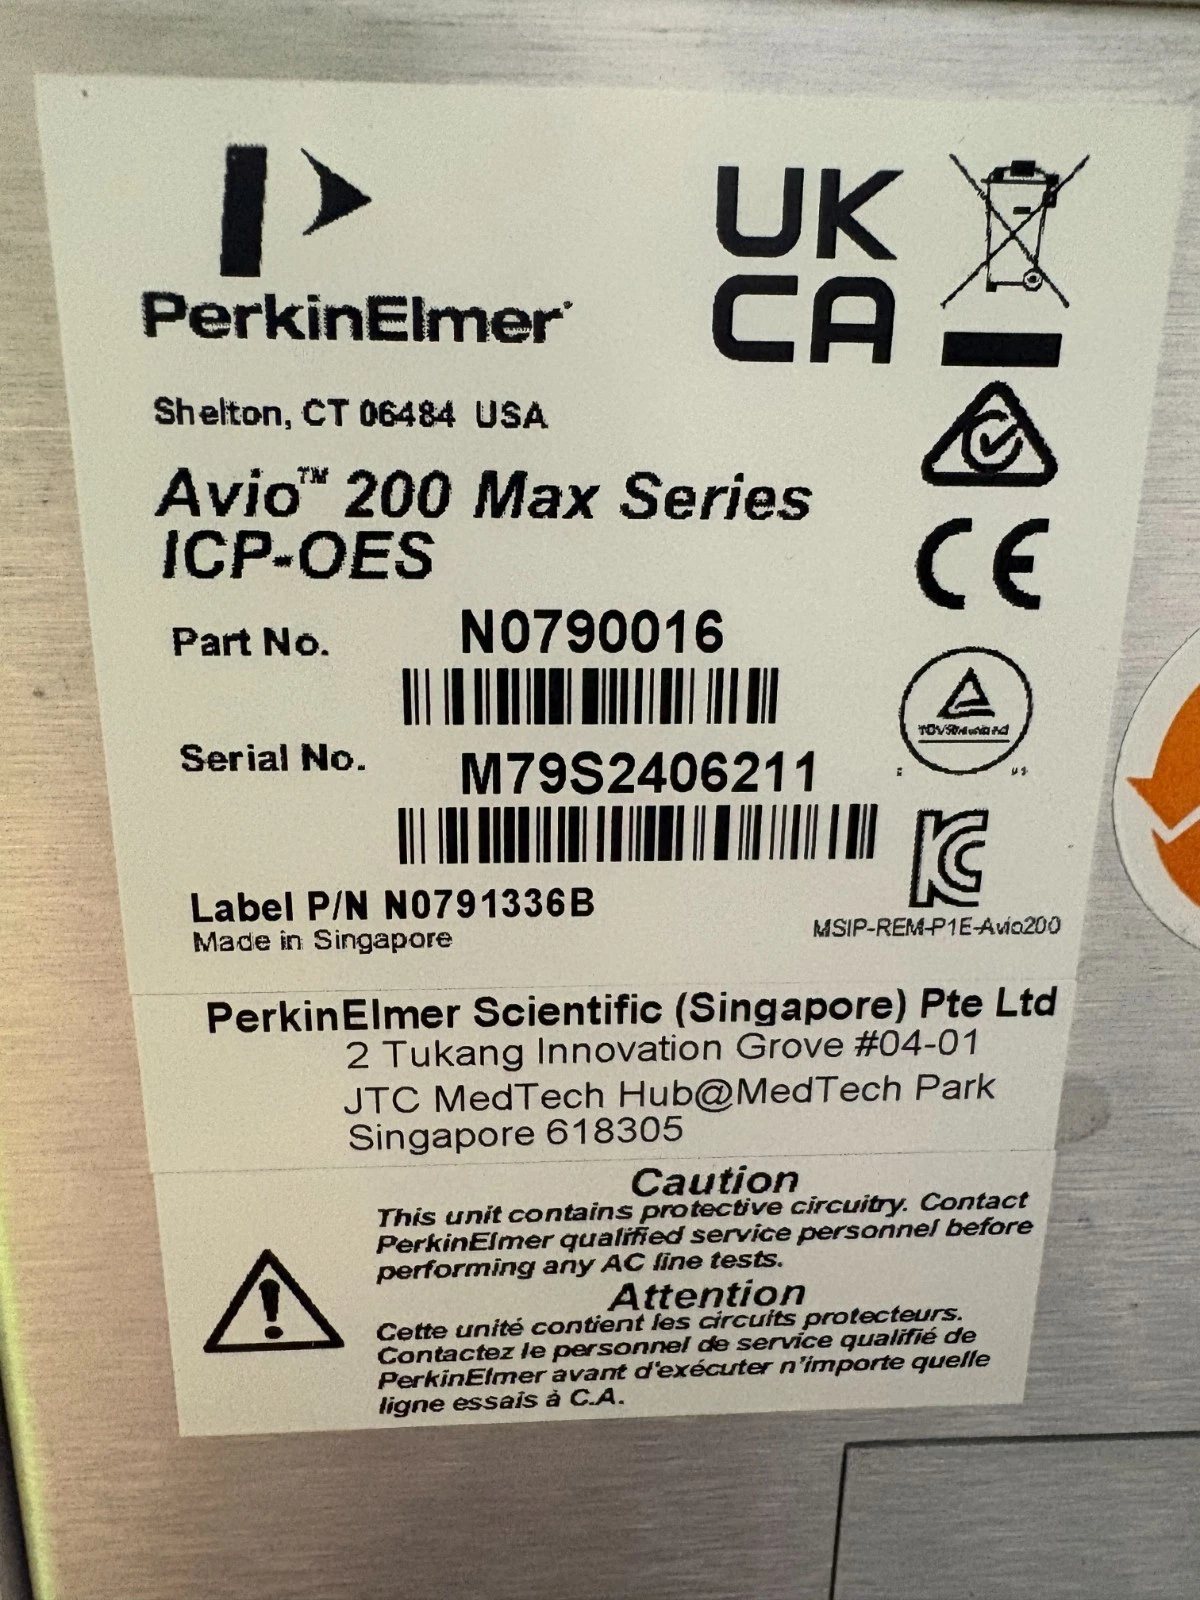 PerkinElmer
UK
CA
Shelton, CT 06484 USA
Avio™ 200 Max Series
ICP-OES
CE
Part No. N0790016
Serial No. M79S2406211
Label P/N N0791336B
Made in Singapore
MSIP-REM-P1E-Avio200
PerkinElmer Scientific (Singapore) Pte Ltd
2 Tukang Innovation Grove #04-01
JTC MedTech Hub@MedTech Park
Singapore 618305
Caution
This unit contains protective circuitry. Contact
PerkinElmer qualified service personnel before
performing any AC line tests.
Attention
Cette unité contient les circuits protecteurs.
Contactez le personnel de service qualifié de
PerkinElmer avant d'exécuter n'importe quelle
ligne essais à C.A.